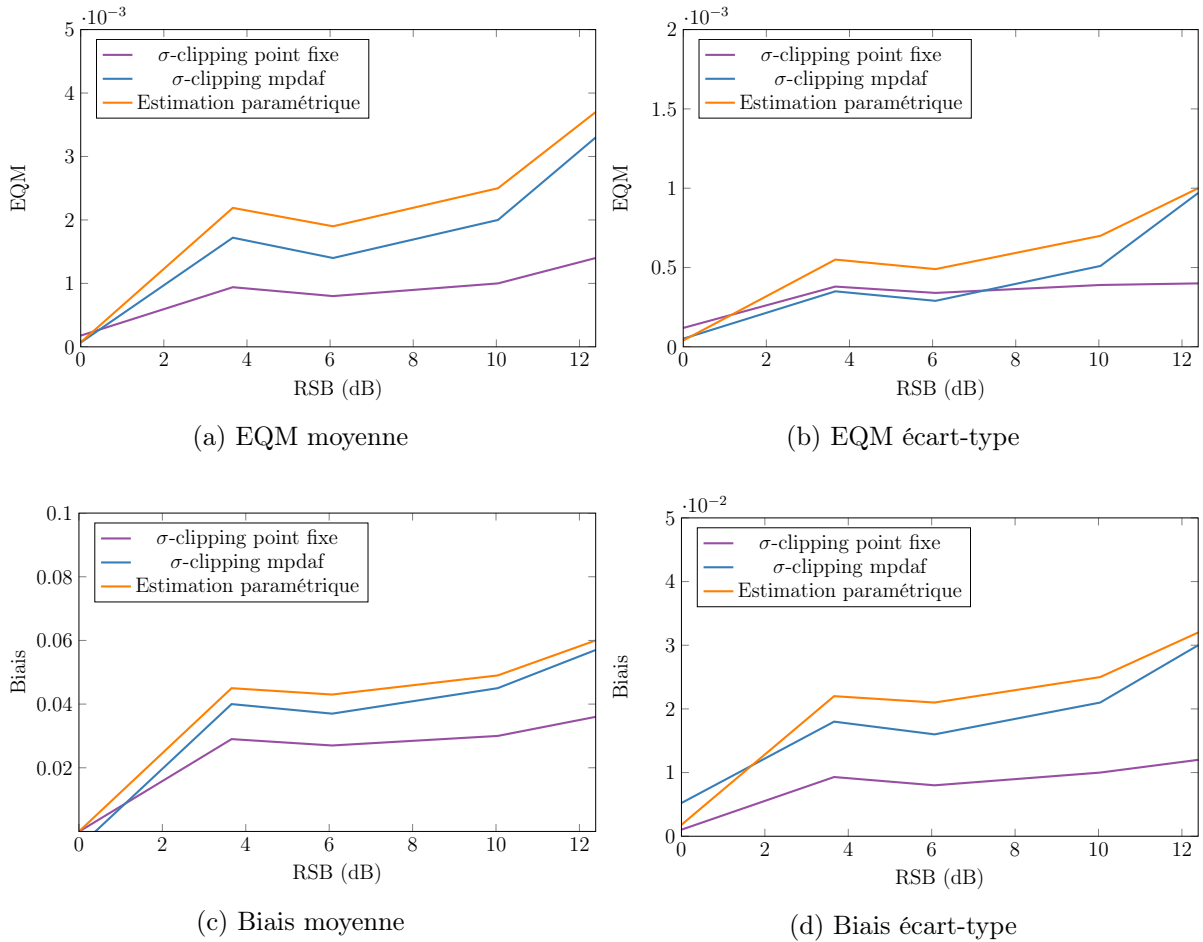 ·10−3
5
4
3
2
1
0
EQM
σ-clipping point fixe
σ-clipping mpdaf
Estimation paramétrique
0 2 4 6 8 10 12
RSB (dB)
(a) EQM moyenne
·10−3
2
1
0.5
0
EQM
σ-clipping point fixe
σ-clipping mpdaf
Estimation paramétrique
0 2 4 6 8 10 12
RSB (dB)
(b) EQM écart-type
0.1
0.08
0.06
0.04
0.02
Biais
σ-clipping point fixe
σ-clipping mpdaf
Estimation paramétrique
0 2 4 6 8 10 12
RSB (dB)
(c) Biais moyenne
·10−2
5
4
3
2
1
0
Biais
σ-clipping point fixe
σ-clipping mpdaf
Estimation paramétrique
0 2 4 6 8 10 12
RSB (dB)
(d) Biais écart-type